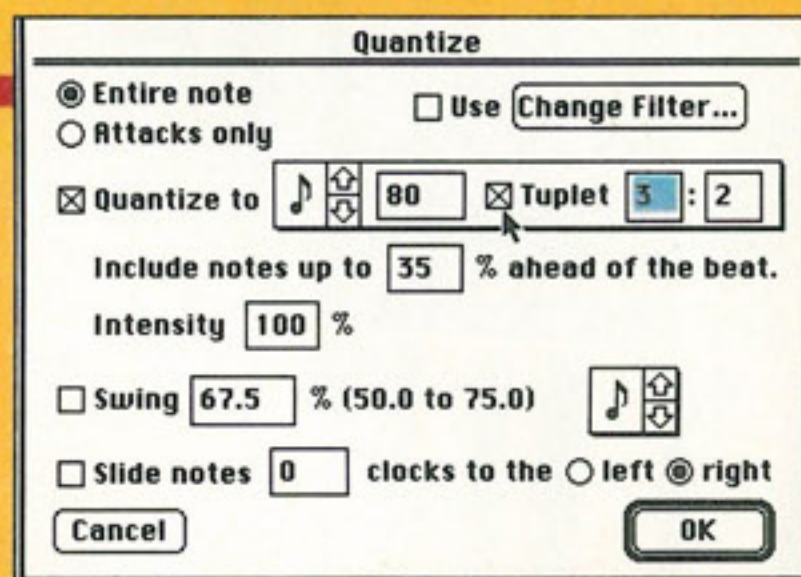 Quantize
Entire note
Use Change Filter...
Attacks only
Quantize to 80 Tuplet 3 : 2
Include notes up to 35 % ahead of the beat.
Intensity 100 %
Swing 67.5 % (50.0 to 75.0)
Slide notes 0 clocks to the left right
Cancel OK